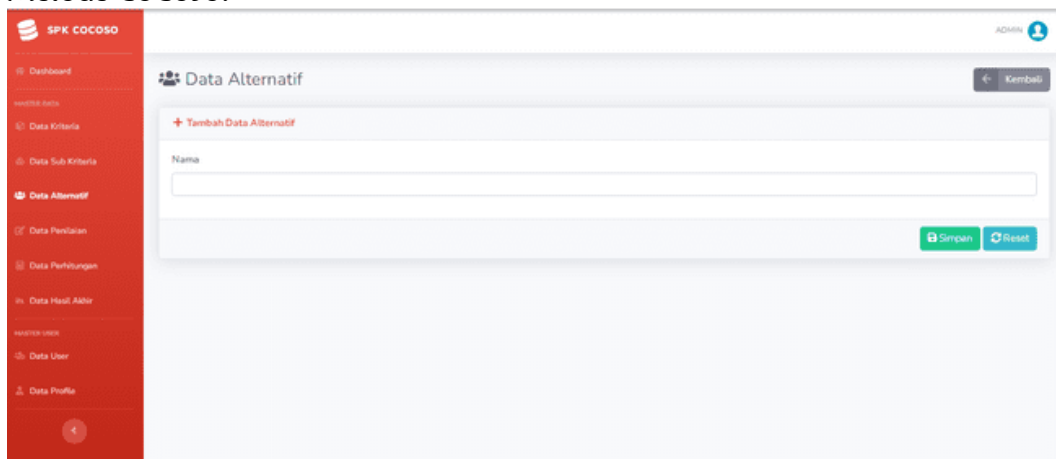 SPK COCOSO
ADMIN
Dashboard
Data Alternatif
Kembali
MASTER DATA
Data Kriteria
+ Tambah Data Alternatif
Data Sub Kriteria
Nama
Data Alternatif
Data Penilaian
Simpan
Reset
Data Perhitungan
Data Hasil Akhir
MASTER USER
Data User
Data Profile